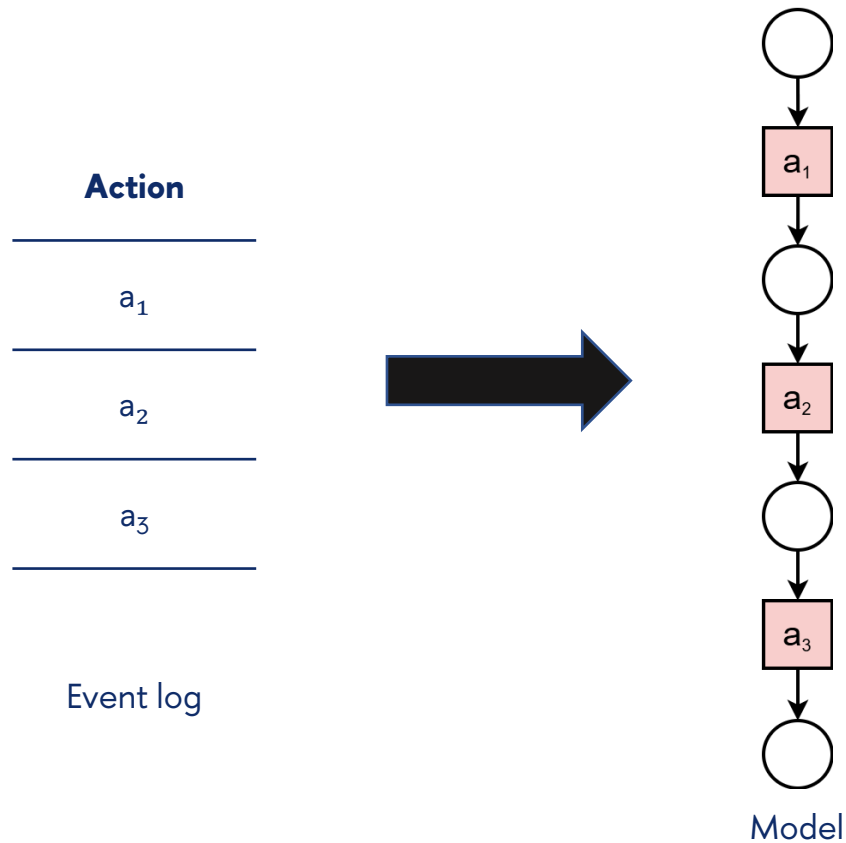 Action
a₁
a₂
a₃
Event log
a₁
a₂
a₃
Model